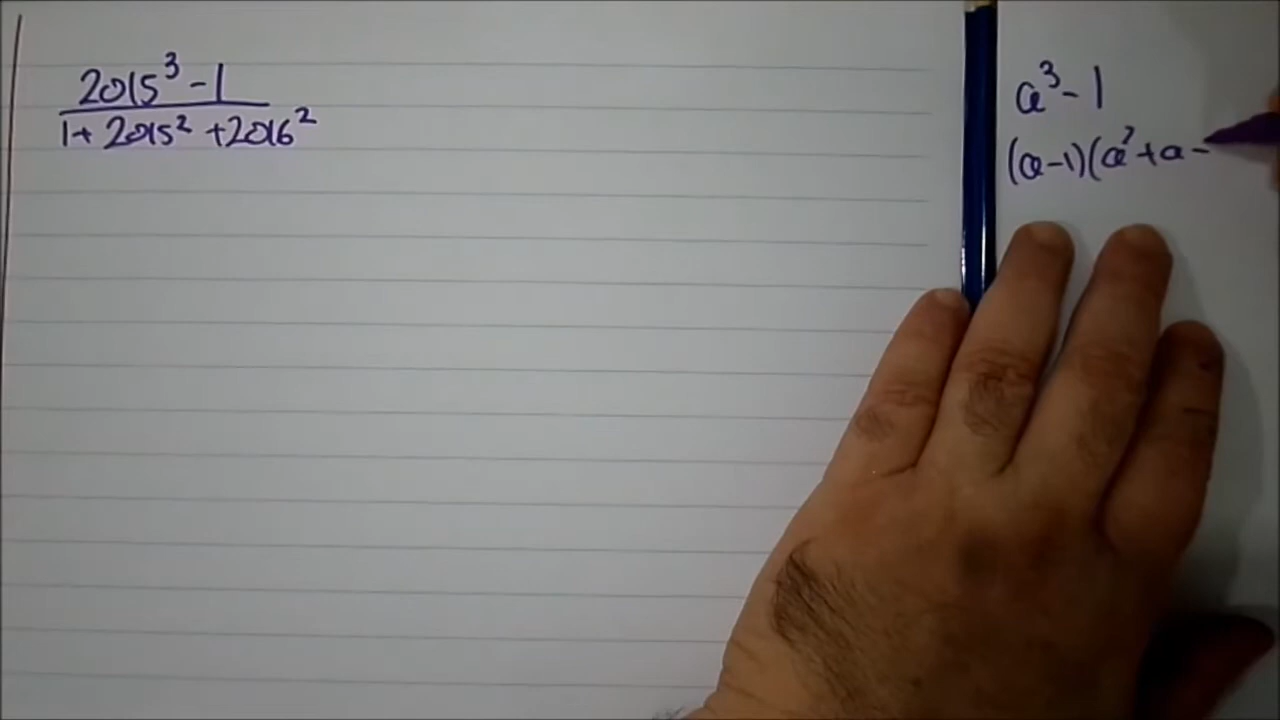 2015³ - 1
1 + 2015² + 2016²
a³ - 1
(a - 1)(a² + a -